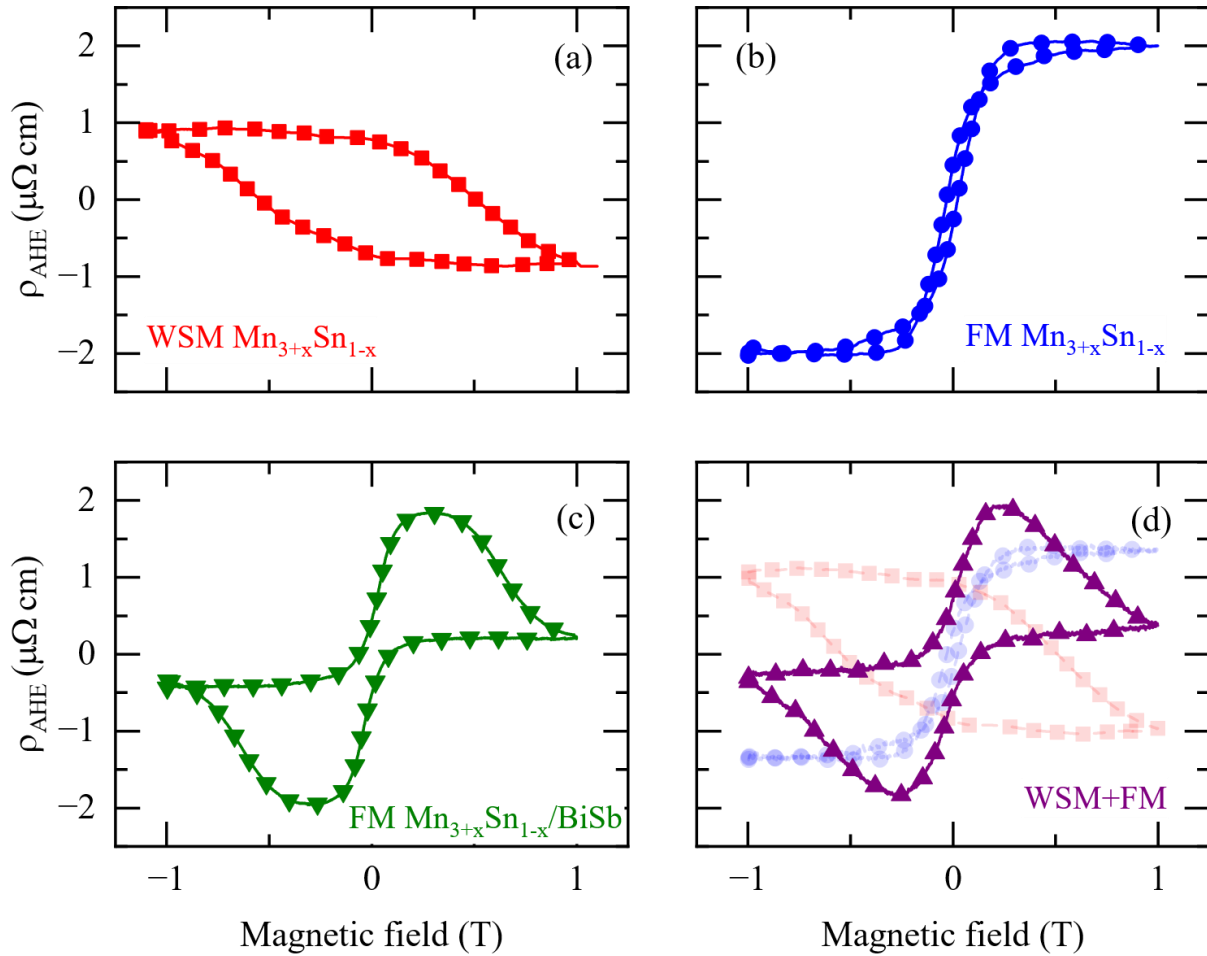 (a)
2
1
0
−1
−2
ρAHE (μΩ cm)
WSM Mn3+xSn1-x
(b)
FM Mn3+xSn1-x
(c)
2
1
0
−1
−2
ρAHE (μΩ cm)
FM Mn3+xSn1-x/BiSb
−1 0 1
Magnetic field (T)
(d)
WSM+FM
−1 0 1
Magnetic field (T)